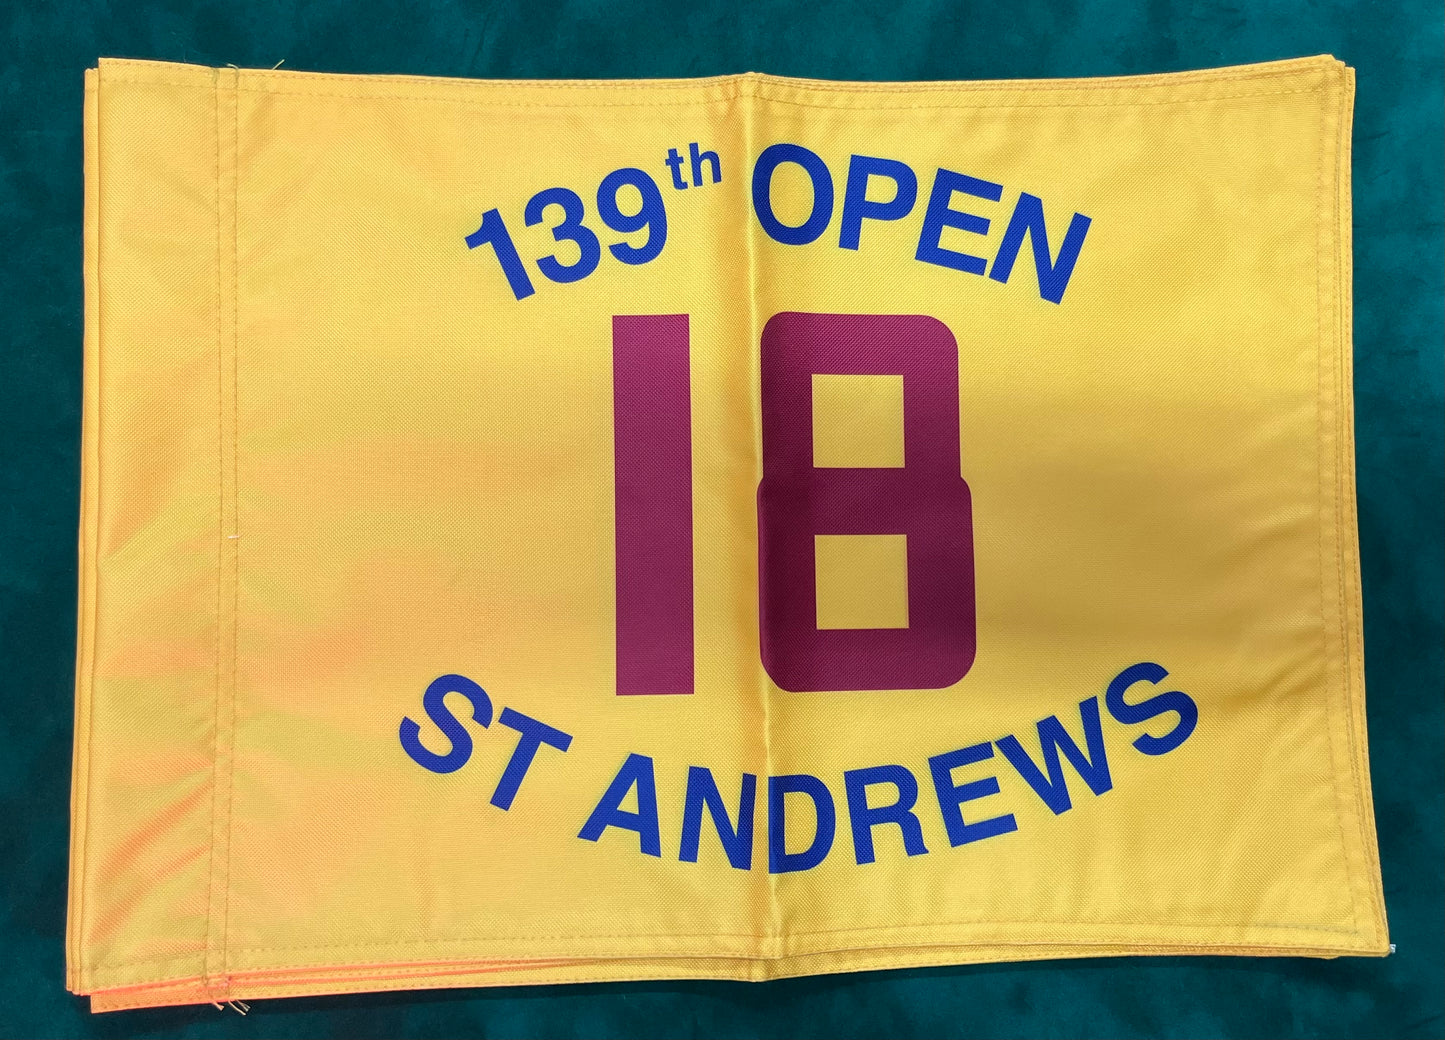 139th OPEN
18
ST ANDREWS